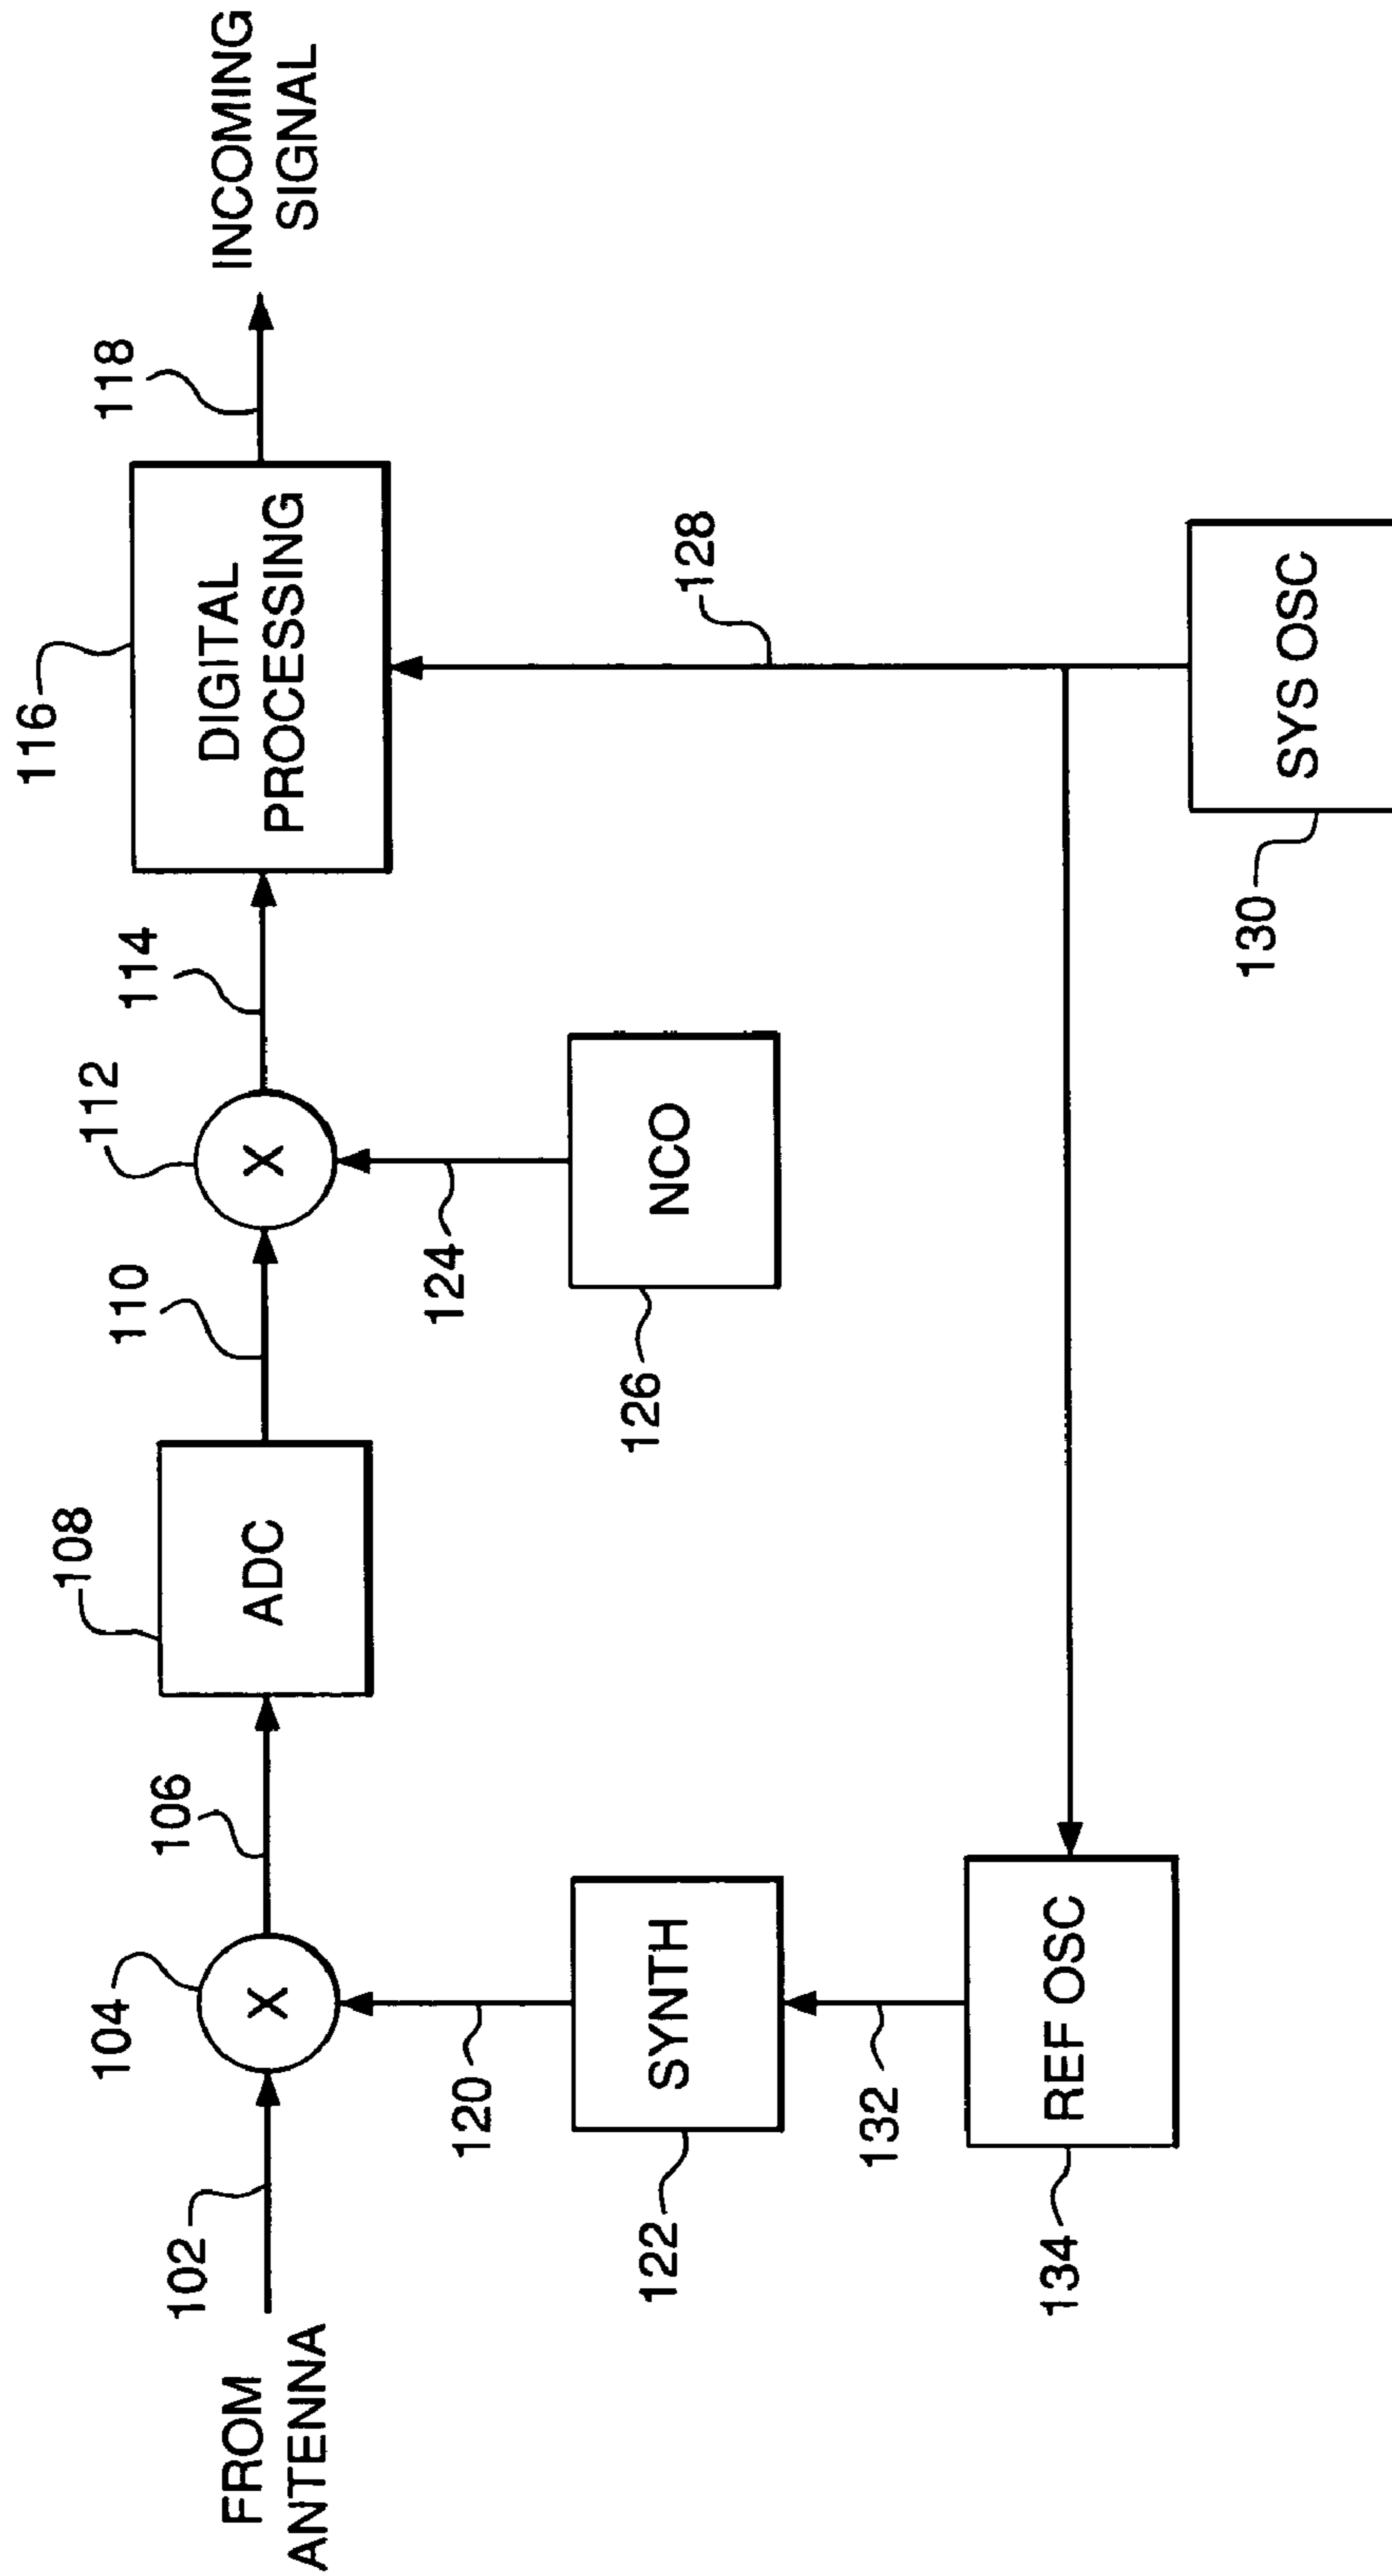 FROM
ANTENNA
102
104
X
106
108
ADC
110
112
X
114
116
DIGITAL
PROCESSING
118
INCOMING
SIGNAL
120
122
SYNTH
124
126
NCO
128
132
134
REF OSC
130
SYS OSC